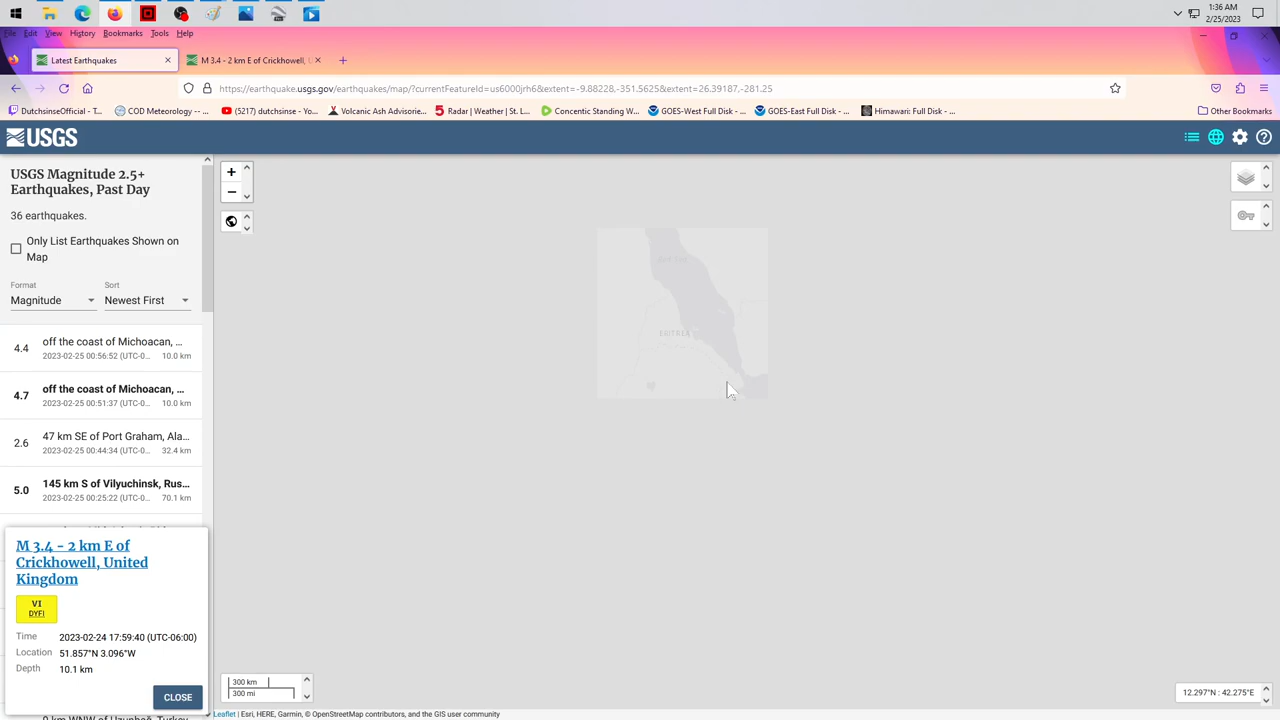 1:36 AM
2/25/2023
File Edit View History Bookmarks Tools Help
Latest Earthquakes
M 3.4 - 2 km E of Crickhowell,
https://earthquake.usgs.gov/earthquakes/map/?currentFeatureId=us6000jrh6&extent=-9.88228,-351.5625&extent=26.39187,-281.25
DutchsinseOfficial - T...
COD Meteorology -- ...
(5217) dutchsinse - Yo...
Volcanic Ash Advisorie...
Radar | St. L...
Concentric Standing W...
GOES-West Full Disk - ...
GOES-East Full Disk - ...
Himawari: Full Disk - ...
Other Bookmarks
USGS
USGS Magnitude 2.5+
Earthquakes, Past Day
36 earthquakes.
Only List Earthquakes Shown on
Map
Format
Magnitude
Sort
Newest First
4.4
off the coast of Michoacan, ...
2023-02-25 00:56:52 (UTC-0... 10.0 km
4.7
off the coast of Michoacan, ...
2023-02-25 00:51:37 (UTC-0... 10.0 km
2.6
47 km SE of Port Graham, Ala...
2023-02-25 00:44:34 (UTC-0... 32.4 km
5.0
145 km S of Vilyuchinsk, Rus...
2023-02-25 00:25:22 (UTC-0... 70.1 km
M 3.4 - 2 km E of
Crickhowell, United
Kingdom
VI
DYFI
Time 2023-02-24 17:59:40 (UTC-06:00)
Location 51.857°N 3.096°W
Depth 10.1 km
CLOSE
+
−
ERITREA
300 km
300 mi
12.297°N : 42.275°E
Leaflet | Esri, HERE, Garmin, © OpenStreetMap contributors, and the GIS user community